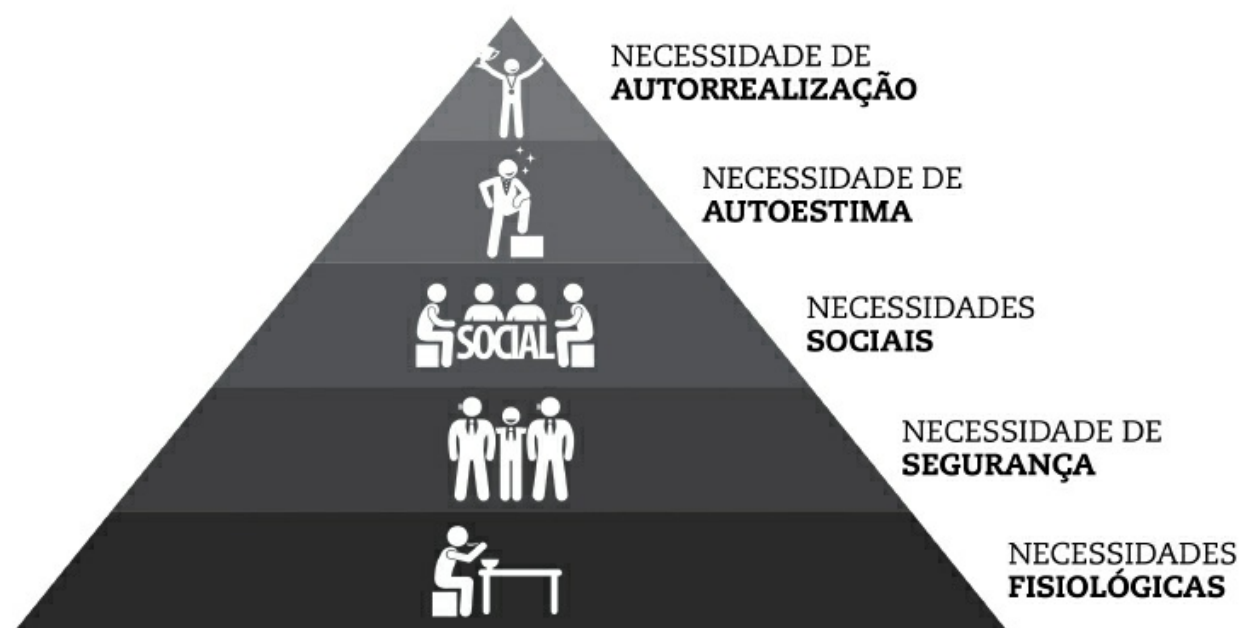 NECESSIDADE DE
AUTORREALIZAÇÃO
NECESSIDADE DE
AUTOESTIMA
NECESSIDADES
SOCIAIS
SOCIAL
NECESSIDADE DE
SEGURANÇA
NECESSIDADES
FISIOLÓGICAS